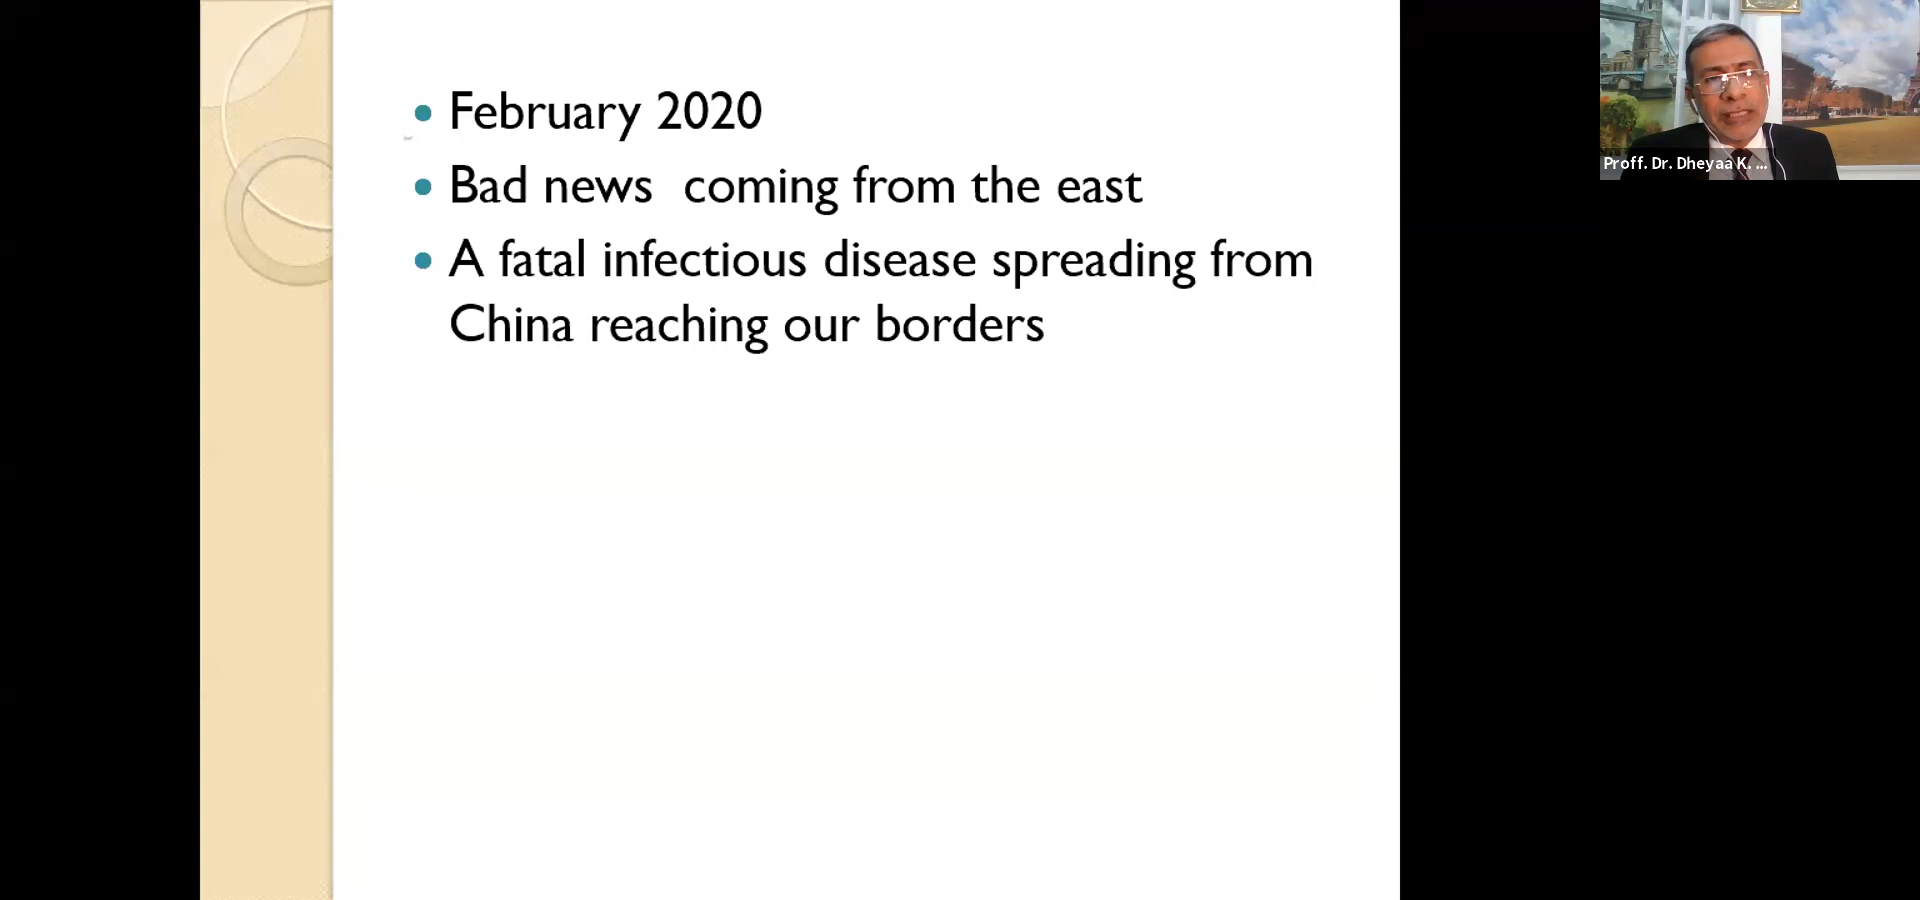 February 2020
Bad news  coming from the east
A fatal infectious disease spreading from
China reaching our borders
Proff. Dr. Dheyaa K. ...